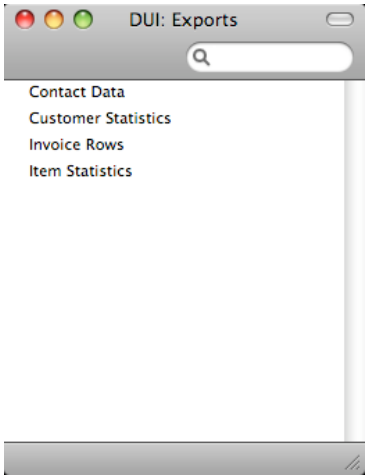 DUI: Exports
Contact Data
Customer Statistics
Invoice Rows
Item Statistics